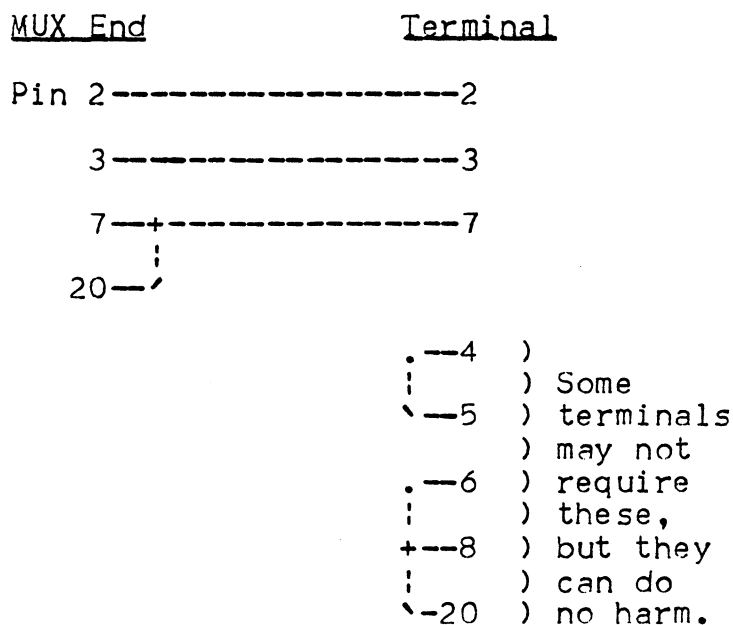 MUX End Terminal
Pin 2------------------2
3------------------3
7--+---------------7
20--'
.--4 )
) Some
`--5 ) terminals
) may not
.--6 ) require
) these,
+--8 ) but they
) can do
`-20 ) no harm.